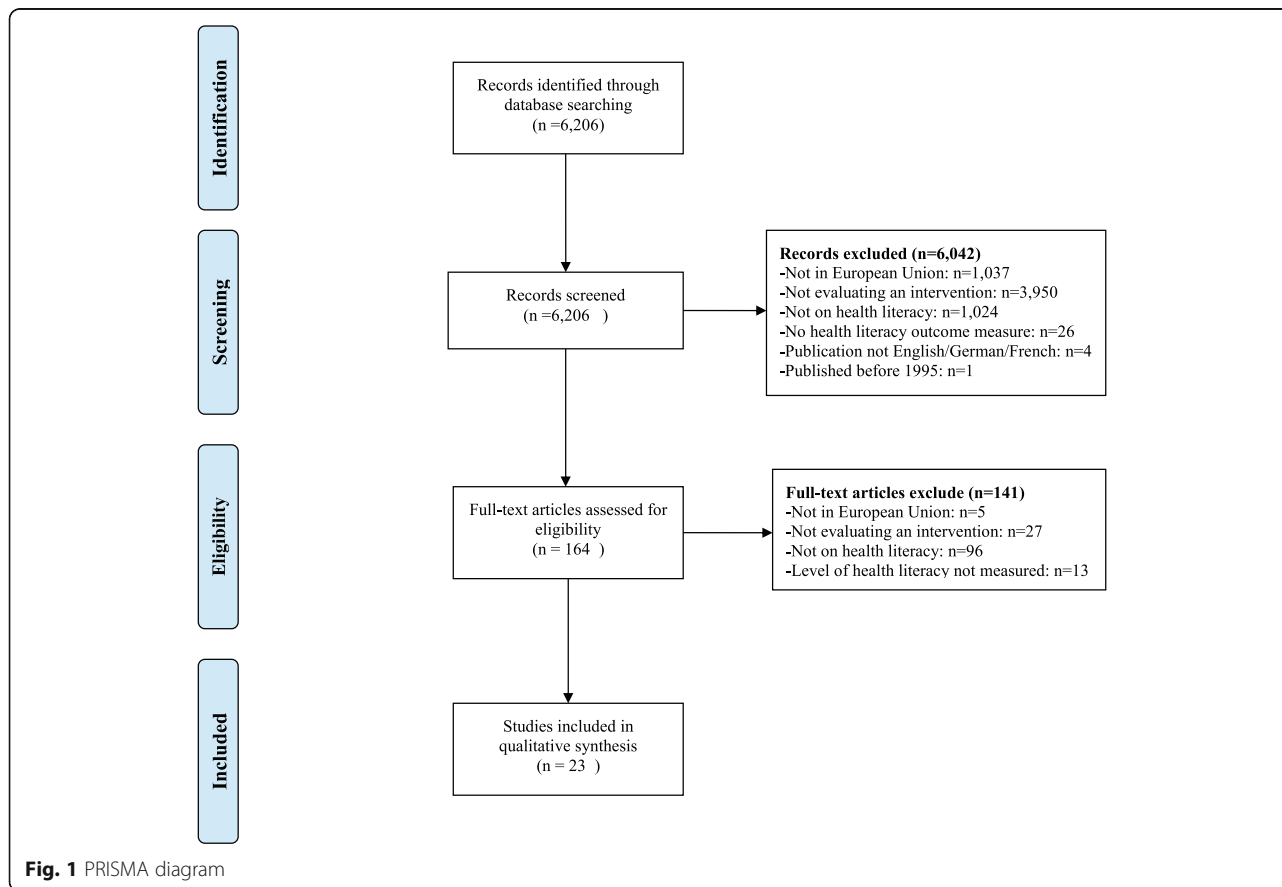 Identification
Records identified through
database searching
(n =6,206)
Screening
Records screened
(n =6,206 )
Records excluded (n=6,042)
-Not in European Union: n=1,037
-Not evaluating an intervention: n=3,950
-Not on health literacy: n=1,024
-No health literacy outcome measure: n=26
-Publication not English/German/French: n=4
-Published before 1995: n=1
Eligibility
Full-text articles assessed for
eligibility
(n = 164 )
Full-text articles exclude (n=141)
-Not in European Union: n=5
-Not evaluating an intervention: n=27
-Not on health literacy: n=96
-Level of health literacy not measured: n=13
Included
Studies included in
qualitative synthesis
(n = 23 )
Fig. 1 PRISMA diagram